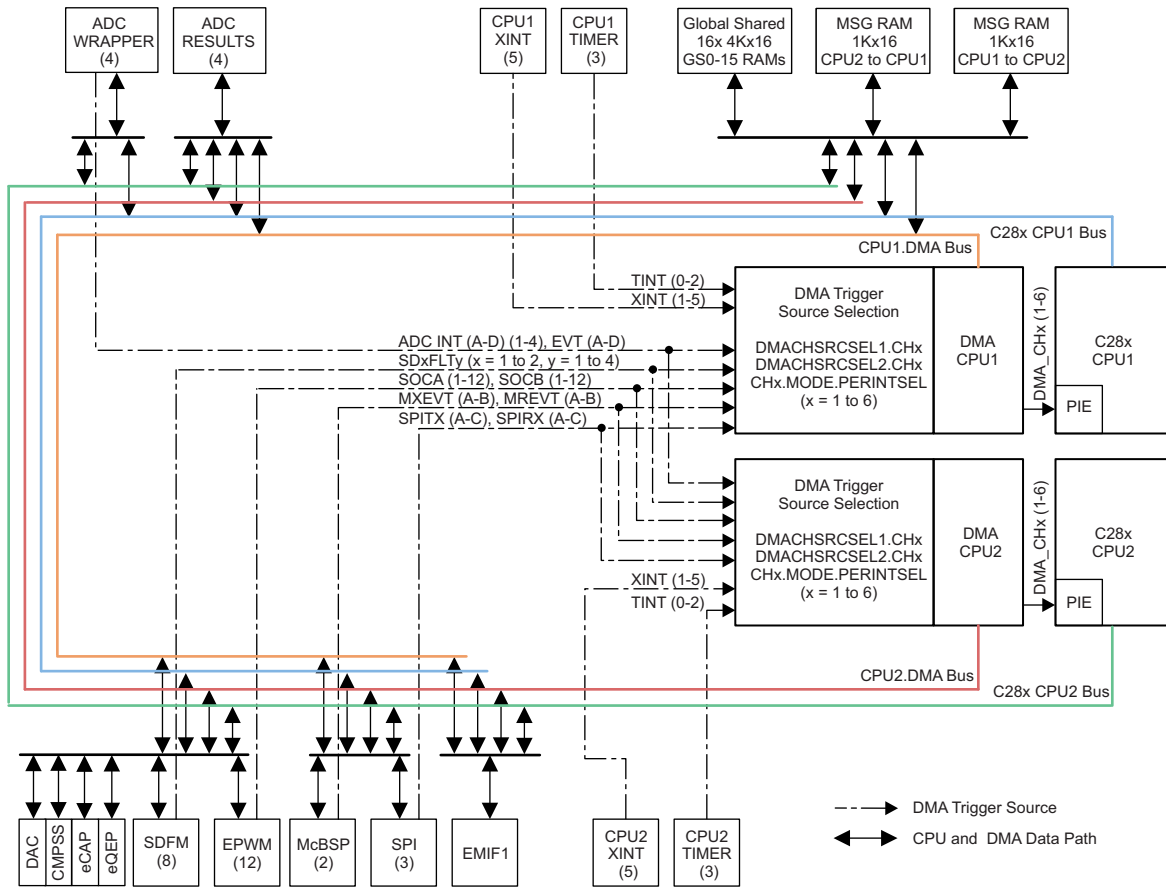 ADC
WRAPPER
(4)
ADC
RESULTS
(4)
CPU1
XINT
(5)
CPU1
TIMER
(3)
Global Shared
16x 4Kx16
GS0-15 RAMs
MSG RAM
1Kx16
CPU2 to CPU1
MSG RAM
1Kx16
CPU1 to CPU2
C28x CPU1 Bus
CPU1.DMA Bus
TINT (0-2)
XINT (1-5)
ADC INT (A-D) (1-4), EVT (A-D)
SDxFLTy (x = 1 to 2, y = 1 to 4)
SOCA (1-12), SOCB (1-12)
MXEVT (A-B), MREVT (A-B)
SPITX (A-C), SPIRX (A-C)
DMA Trigger
Source Selection
DMACHSRCSEL1.CHx
DMACHSRCSEL2.CHx
CHx.MODE.PERINTSEL
(x = 1 to 6)
DMA
CPU1
DMA_CHx (1-6)
C28x
CPU1
PIE
DMA Trigger
Source Selection
DMACHSRCSEL1.CHx
DMACHSRCSEL2.CHx
CHx.MODE.PERINTSEL
(x = 1 to 6)
DMA
CPU2
DMA_CHx (1-6)
C28x
CPU2
PIE
XINT (1-5)
TINT (0-2)
CPU2.DMA Bus
C28x CPU2 Bus
DAC
CMPSS
eCAP
eQEP
SDFM
(8)
EPWM
(12)
McBSP
(2)
SPI
(3)
EMIF1
CPU2
XINT
(5)
CPU2
TIMER
(3)
DMA Trigger Source
CPU and DMA Data Path